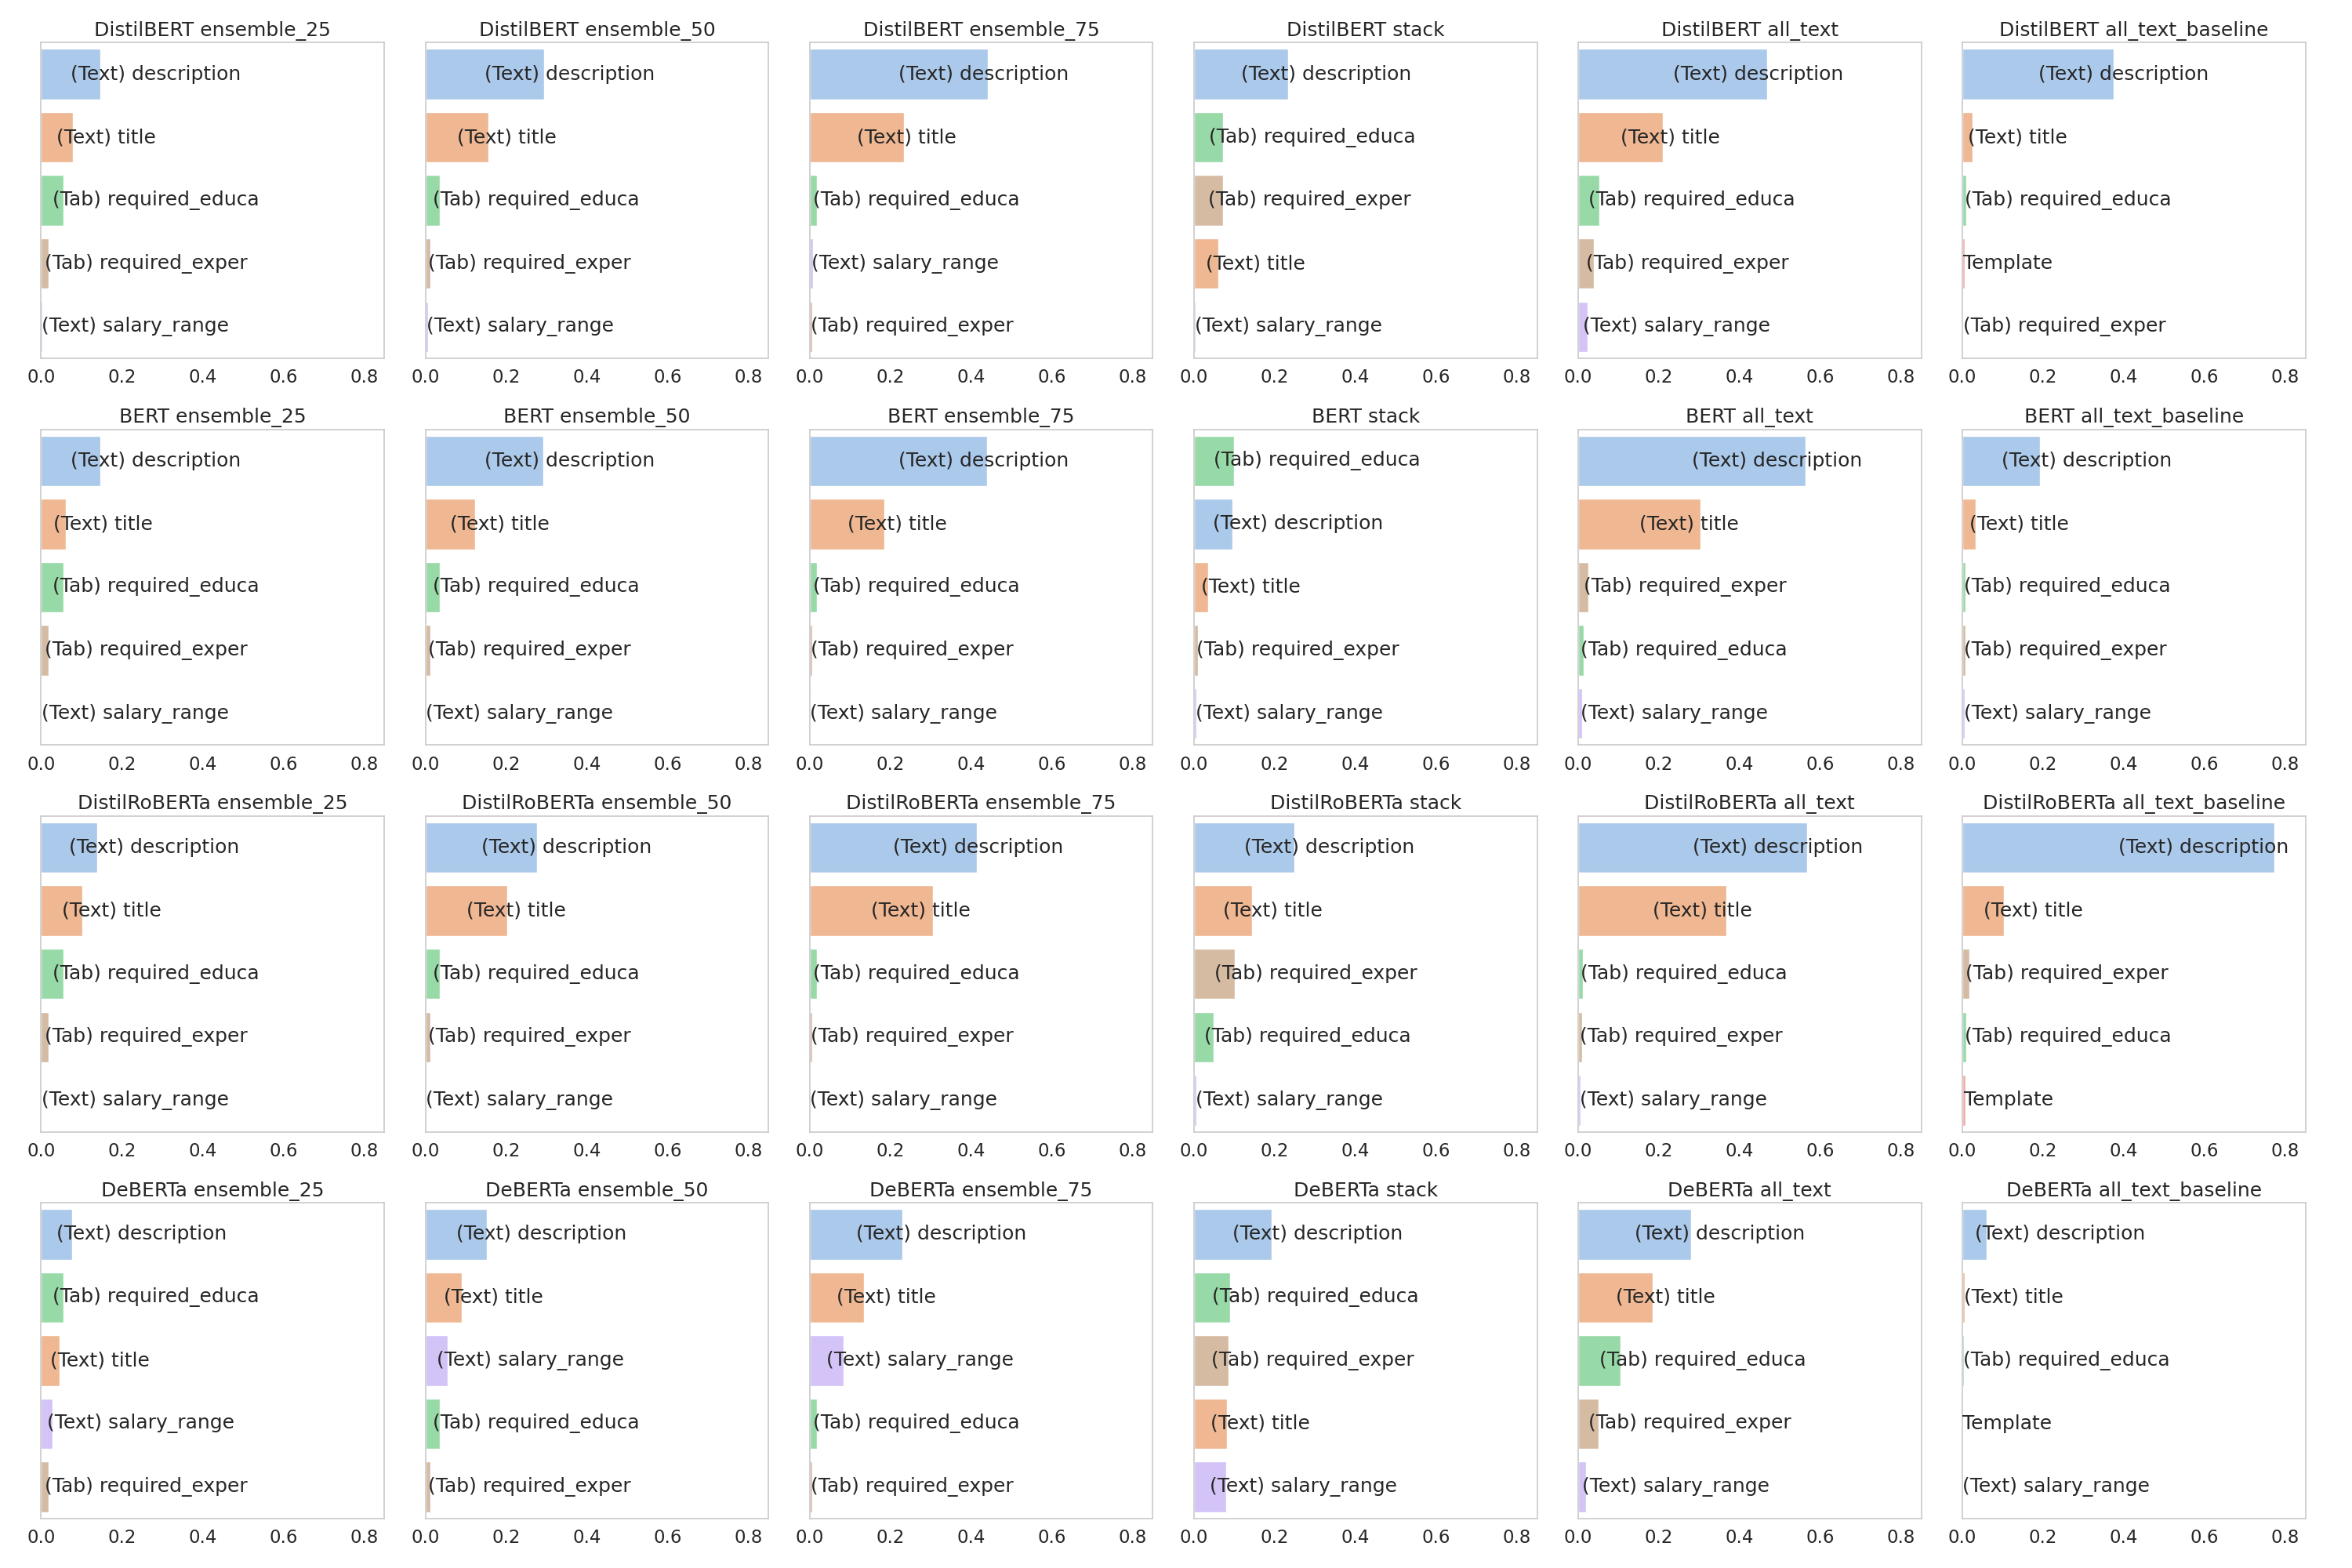 DistilBERT ensemble_25
(Text) description
(Text) title
(Tab) required_educa
(Tab) required_exper
(Text) salary_range
0.0 0.2 0.4 0.6 0.8
DistilBERT ensemble_50
(Text) description
(Text) title
(Tab) required_educa
(Tab) required_exper
(Text) salary_range
0.0 0.2 0.4 0.6 0.8
DistilBERT ensemble_75
(Text) description
(Text) title
(Tab) required_educa
(Text) salary_range
(Tab) required_exper
0.0 0.2 0.4 0.6 0.8
DistilBERT stack
(Text) description
(Tab) required_educa
(Tab) required_exper
(Text) title
(Text) salary_range
0.0 0.2 0.4 0.6 0.8
DistilBERT all_text
(Text) description
(Text) title
(Tab) required_educa
(Tab) required_exper
(Text) salary_range
0.0 0.2 0.4 0.6 0.8
DistilBERT all_text_baseline
(Text) description
(Text) title
(Tab) required_educa
Template
(Tab) required_exper
0.0 0.2 0.4 0.6 0.8
BERT ensemble_25
(Text) description
(Text) title
(Tab) required_educa
(Tab) required_exper
(Text) salary_range
0.0 0.2 0.4 0.6 0.8
BERT ensemble_50
(Text) description
(Text) title
(Tab) required_educa
(Tab) required_exper
(Text) salary_range
0.0 0.2 0.4 0.6 0.8
BERT ensemble_75
(Text) description
(Text) title
(Tab) required_educa
(Tab) required_exper
(Text) salary_range
0.0 0.2 0.4 0.6 0.8
BERT stack
(Tab) required_educa
(Text) description
(Text) title
(Tab) required_exper
(Text) salary_range
0.0 0.2 0.4 0.6 0.8
BERT all_text
(Text) description
(Text) title
(Tab) required_exper
(Tab) required_educa
(Text) salary_range
0.0 0.2 0.4 0.6 0.8
BERT all_text_baseline
(Text) description
(Text) title
(Tab) required_educa
(Tab) required_exper
(Text) salary_range
0.0 0.2 0.4 0.6 0.8
DistilRoBERTa ensemble_25
(Text) description
(Text) title
(Tab) required_educa
(Tab) required_exper
(Text) salary_range
0.0 0.2 0.4 0.6 0.8
DistilRoBERTa ensemble_50
(Text) description
(Text) title
(Tab) required_educa
(Tab) required_exper
(Text) salary_range
0.0 0.2 0.4 0.6 0.8
DistilRoBERTa ensemble_75
(Text) description
(Text) title
(Tab) required_educa
(Tab) required_exper
(Text) salary_range
0.0 0.2 0.4 0.6 0.8
DistilRoBERTa stack
(Text) description
(Text) title
(Tab) required_exper
(Tab) required_educa
(Text) salary_range
0.0 0.2 0.4 0.6 0.8
DistilRoBERTa all_text
(Text) description
(Text) title
(Tab) required_educa
(Tab) required_exper
(Text) salary_range
0.0 0.2 0.4 0.6 0.8
DistilRoBERTa all_text_baseline
(Text) description
(Text) title
(Tab) required_exper
(Tab) required_educa
Template
0.0 0.2 0.4 0.6 0.8
DeBERTa ensemble_25
(Text) description
(Tab) required_educa
(Text) title
(Text) salary_range
(Tab) required_exper
0.0 0.2 0.4 0.6 0.8
DeBERTa ensemble_50
(Text) description
(Text) title
(Text) salary_range
(Tab) required_educa
(Tab) required_exper
0.0 0.2 0.4 0.6 0.8
DeBERTa ensemble_75
(Text) description
(Text) title
(Text) salary_range
(Tab) required_educa
(Tab) required_exper
0.0 0.2 0.4 0.6 0.8
DeBERTa stack
(Text) description
(Tab) required_educa
(Tab) required_exper
(Text) title
(Text) salary_range
0.0 0.2 0.4 0.6 0.8
DeBERTa all_text
(Text) description
(Text) title
(Tab) required_educa
(Tab) required_exper
(Text) salary_range
0.0 0.2 0.4 0.6 0.8
DeBERTa all_text_baseline
(Text) description
(Text) title
(Tab) required_educa
Template
(Text) salary_range
0.0 0.2 0.4 0.6 0.8